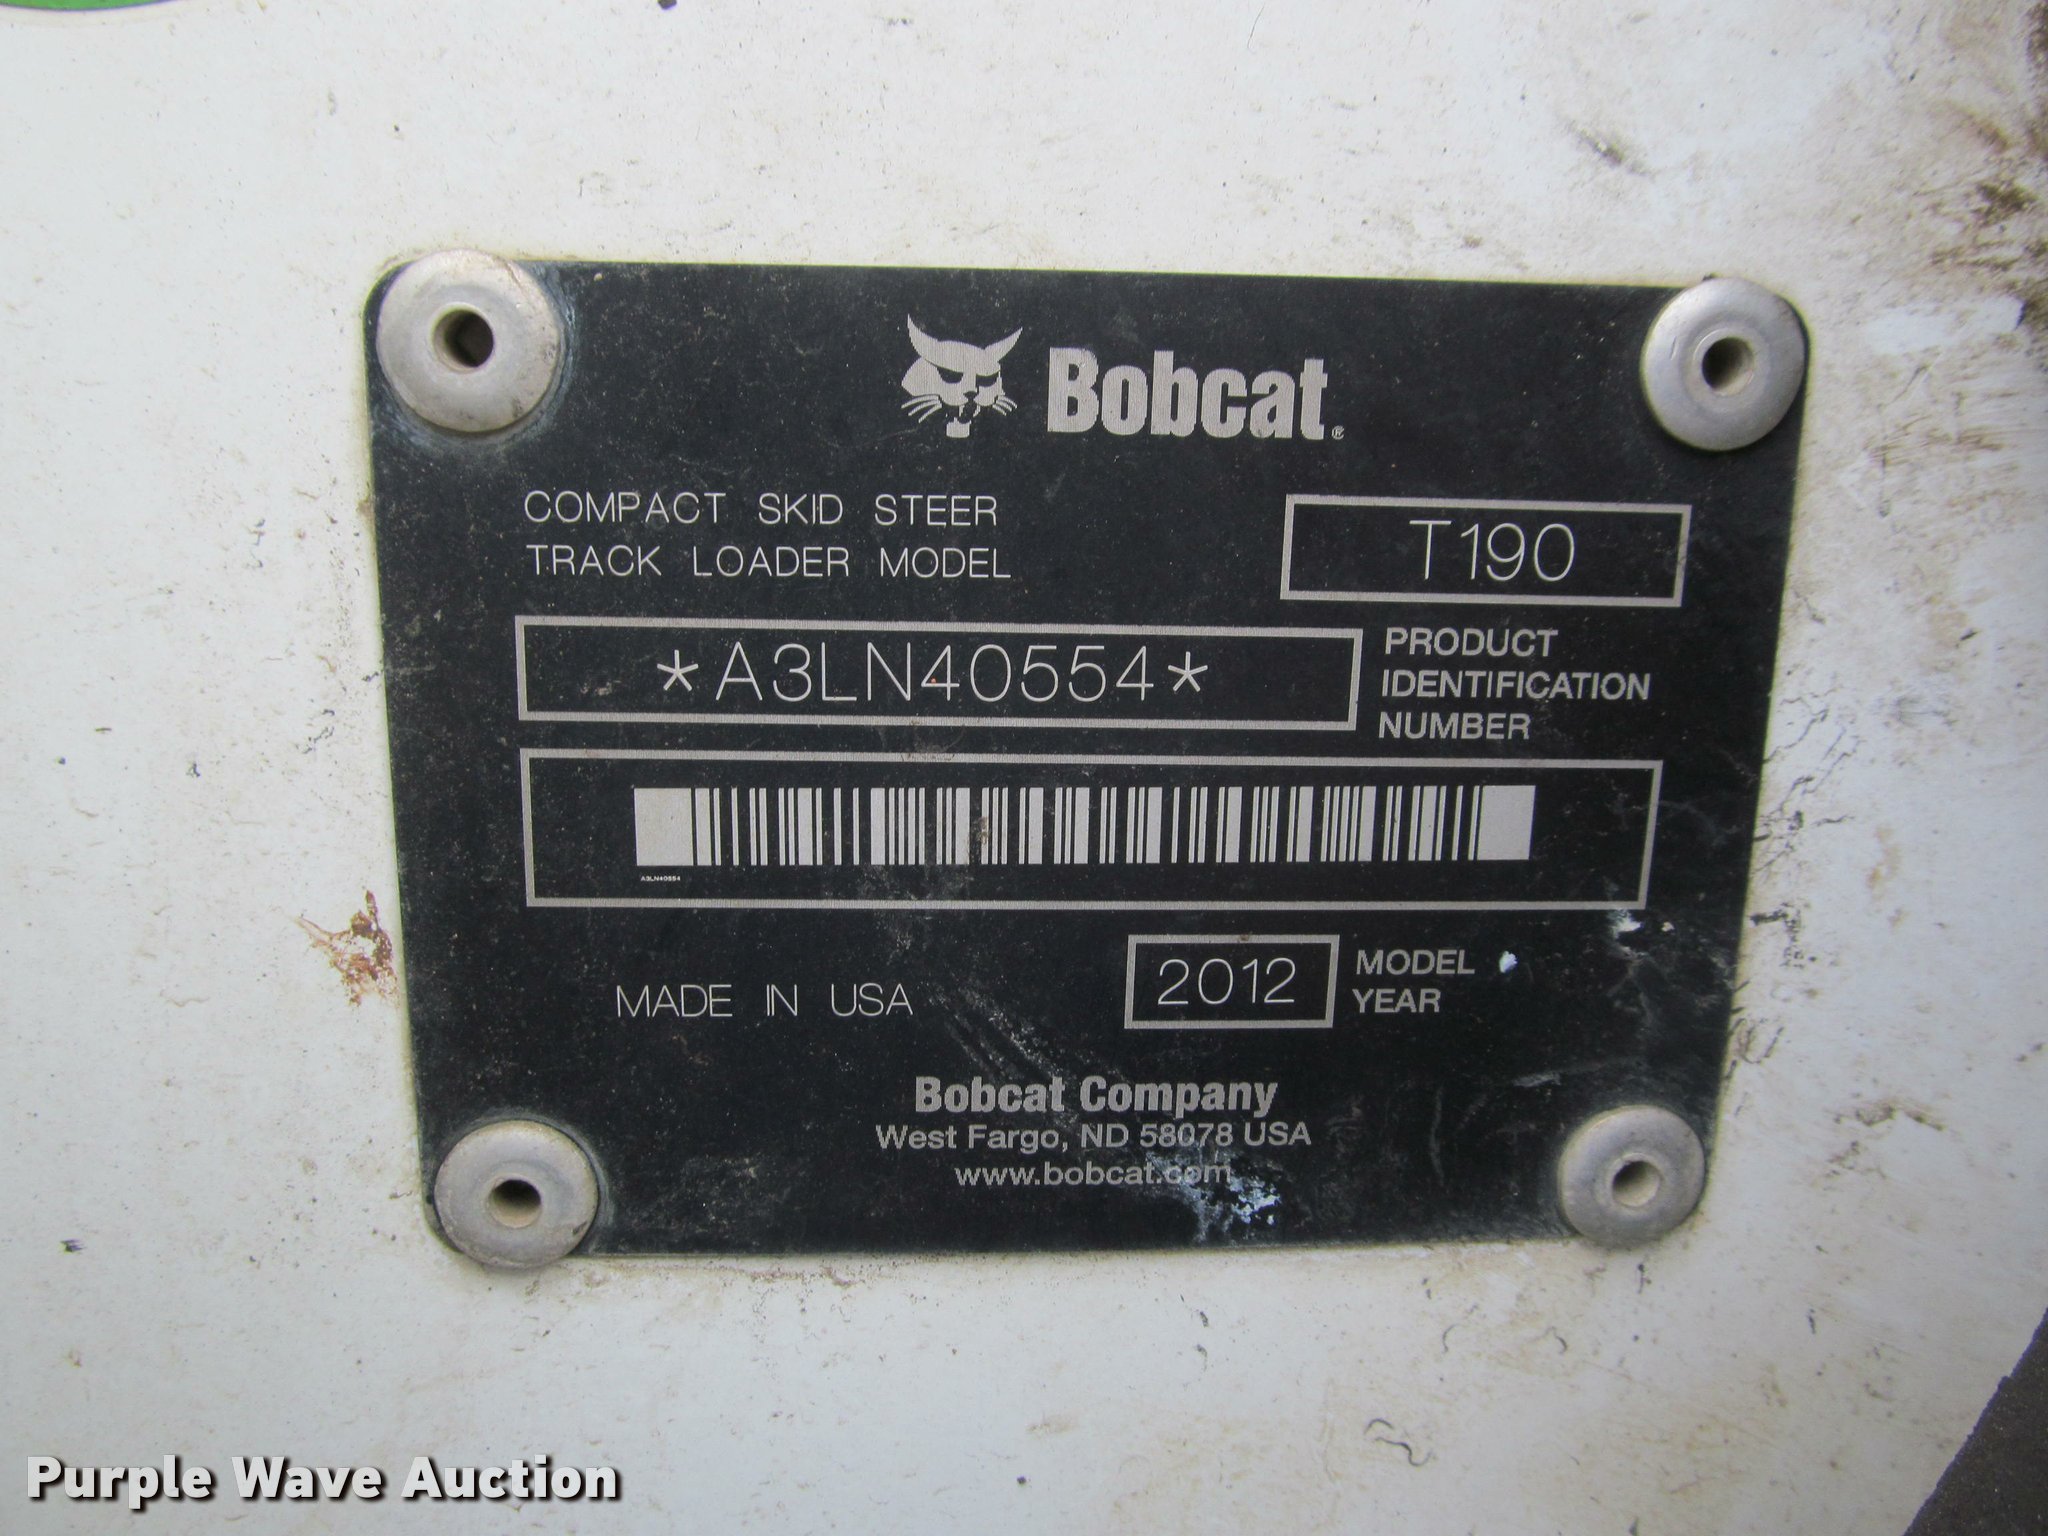 Bobcat®
COMPACT SKID STEER
TRACK LOADER MODEL
T190
*A3LN40554*
PRODUCT
IDENTIFICATION
NUMBER
A3LN40554
MADE IN USA
2012
MODEL
YEAR
Bobcat Company
West Fargo, ND 58078 USA
www.bobcat.com
Purple Wave Auction